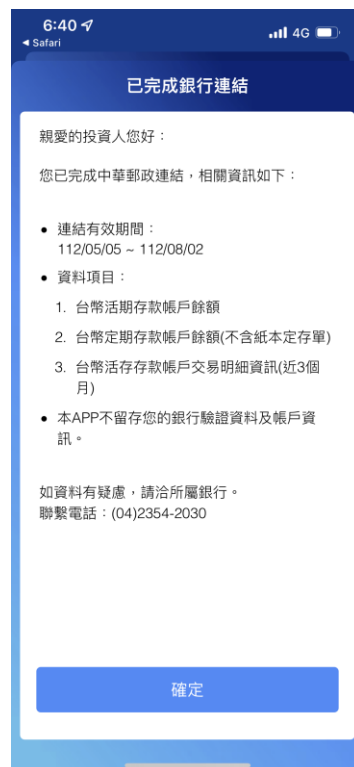 6:40
4G
◀ Safari
已完成銀行連結
親愛的投資人您好：
您已完成中華郵政連結，相關資訊如下：
• 連結有效期間：
112/05/05 ~ 112/08/02
• 資料項目：
1. 台幣活期存款帳戶餘額
2. 台幣定期存款帳戶餘額(不含紙本定存單)
3. 台幣活存存款帳戶交易明細資訊(近3個
月)
• 本APP不留存您的銀行驗證資料及帳戶資
訊。
如資料有疑慮，請洽所屬銀行。
聯繫電話：(04)2354-2030
確定